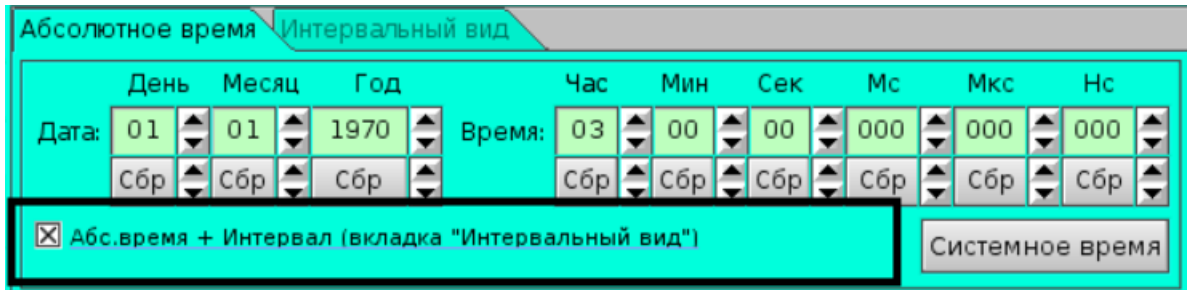 Абсолютное время Интервальный вид
День Месяц Год Час Мин Сек Мс Мкс Нс
Дата: 01 01 1970 Время: 03 00 00 000 000 000
Сбр Сбр Сбр Сбр Сбр Сбр Сбр Сбр Сбр
Абс.время + Интервал (вкладка "Интервальный вид")
Системное время